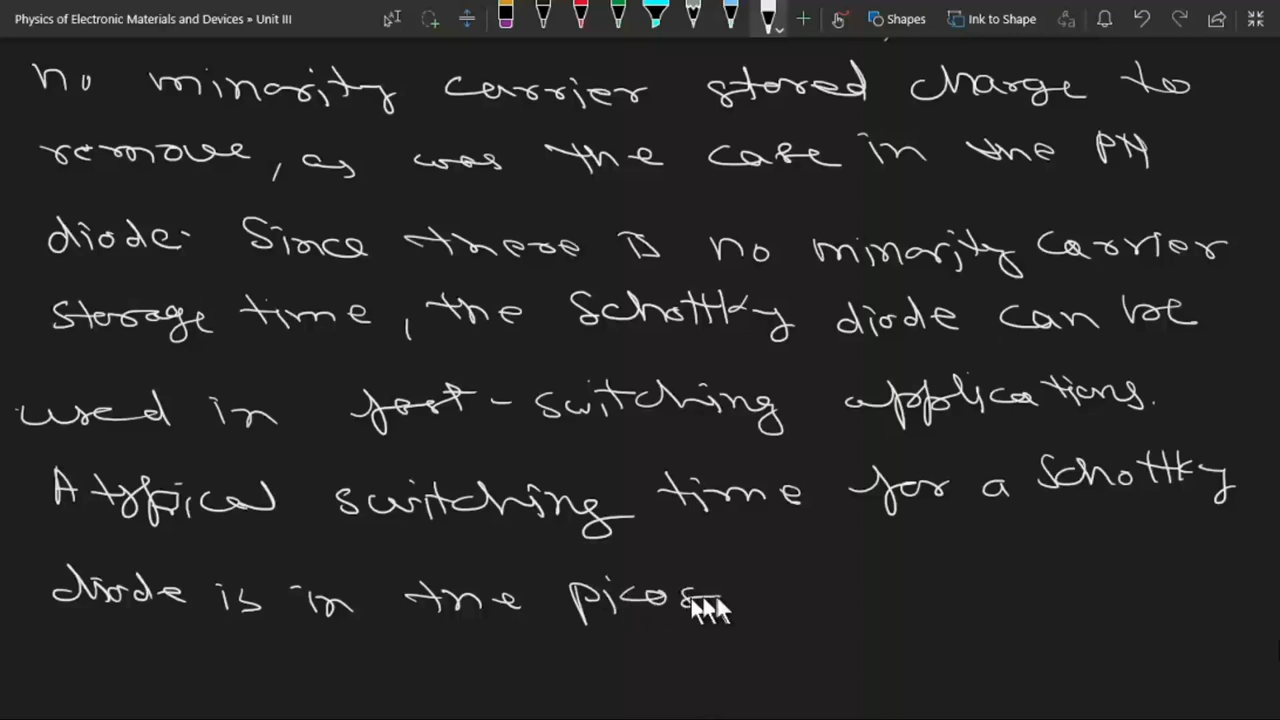 Physics of Electronic Materials and Devices » Unit III
Shapes
Ink to Shape
no minority carrier stored charge to
remove, as was the case in the PN
diode. Since there is no minority carrier
storage time, the Schottky diode can be
used in fast-switching applications.
A typical switching time for a Schottky
diode is in the picos